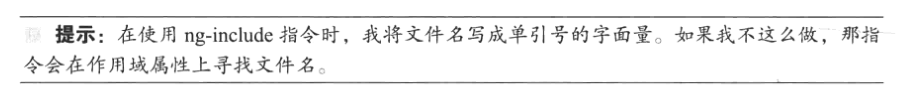 提示：在使用 ng-include 指令时，我将文件名写成单引号的字面量。如果我不这么做，那指
令会在作用域属性上寻找文件名。